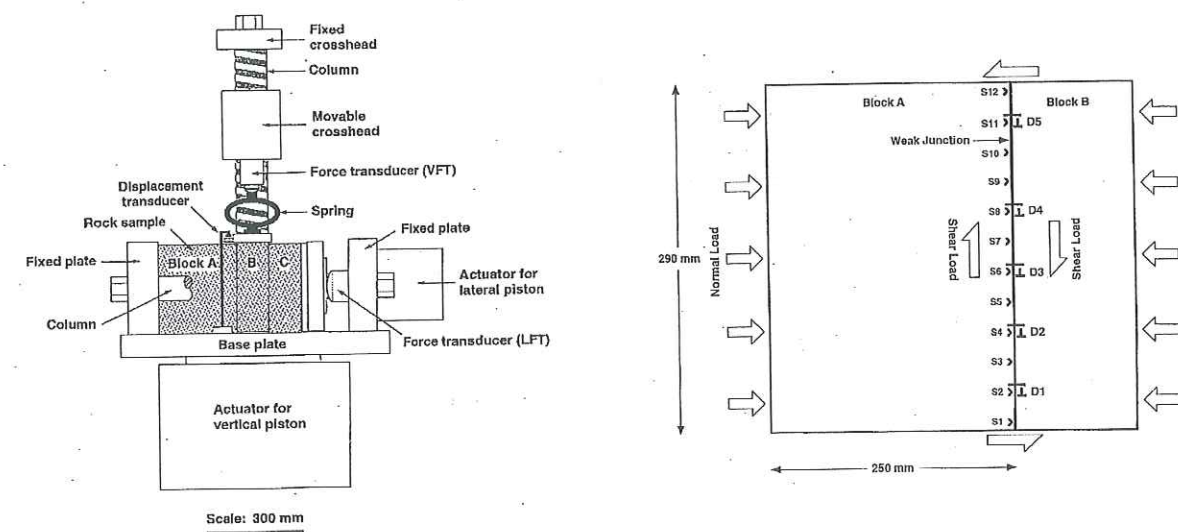 Fixed
crosshead
Column
Movable
crosshead
Force transducer (VFT)
Displacement
transducer
Spring
Rock sample
Fixed plate
Fixed plate
Block A
B
C
Actuator for
lateral piston
Column
Force transducer (LFT)
Base plate
Actuator for
vertical piston
Scale: 300 mm
Block A
S12
Block B
S11
D5
Weak Junction
S10
S9
S8
D4
S7
Normal Load
290 mm
Shear Load
Shear Load
S6
D3
S5
S4
D2
S3
S2
D1
S1
250 mm